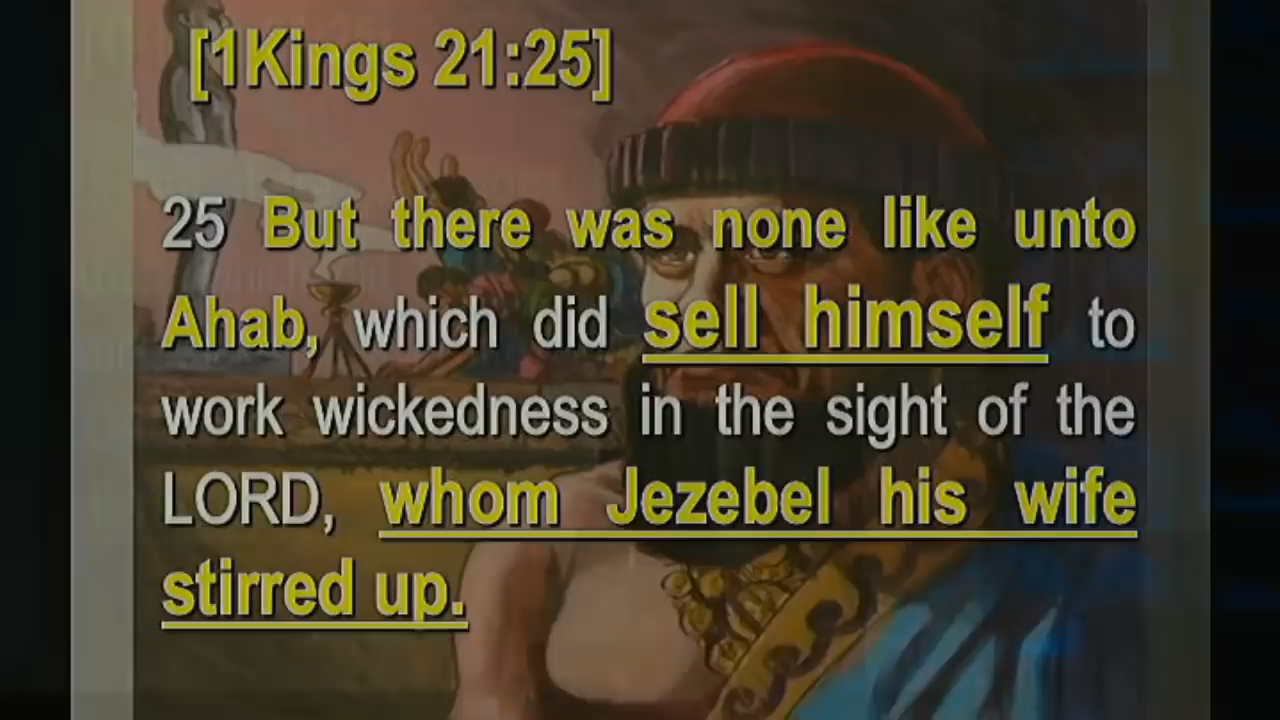 [1Kings 21:25]
25 But there was none like unto
Ahab, which did sell himself to
work wickedness in the sight of the
LORD, whom Jezebel his wife
stirred up.